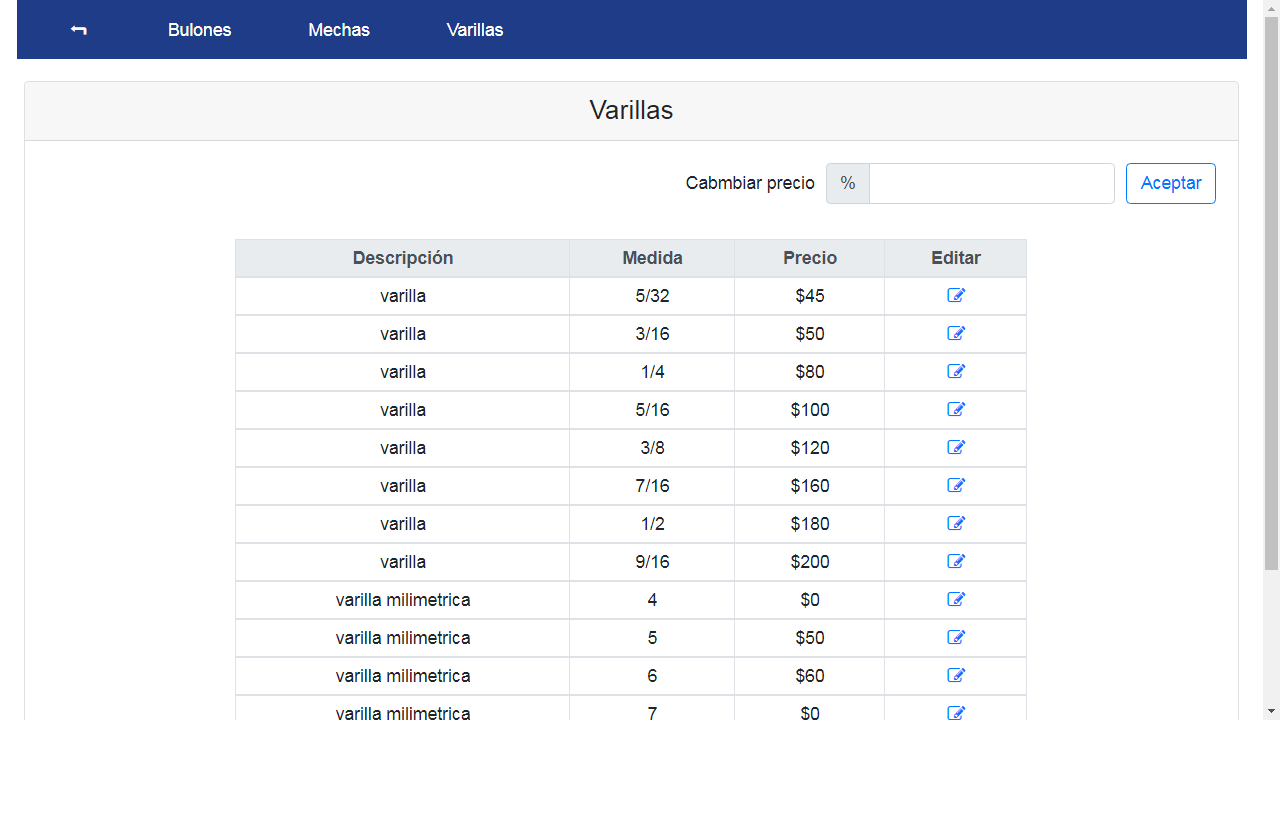 Bulones Mechas Varillas
Varillas
Cabmbiar precio % Aceptar
Descripción Medida Precio Editar
varilla 5/32 $45
varilla 3/16 $50
varilla 1/4 $80
varilla 5/16 $100
varilla 3/8 $120
varilla 7/16 $160
varilla 1/2 $180
varilla 9/16 $200
varilla milimetrica 4 $0
varilla milimetrica 5 $50
varilla milimetrica 6 $60
varilla milimetrica 7 $0